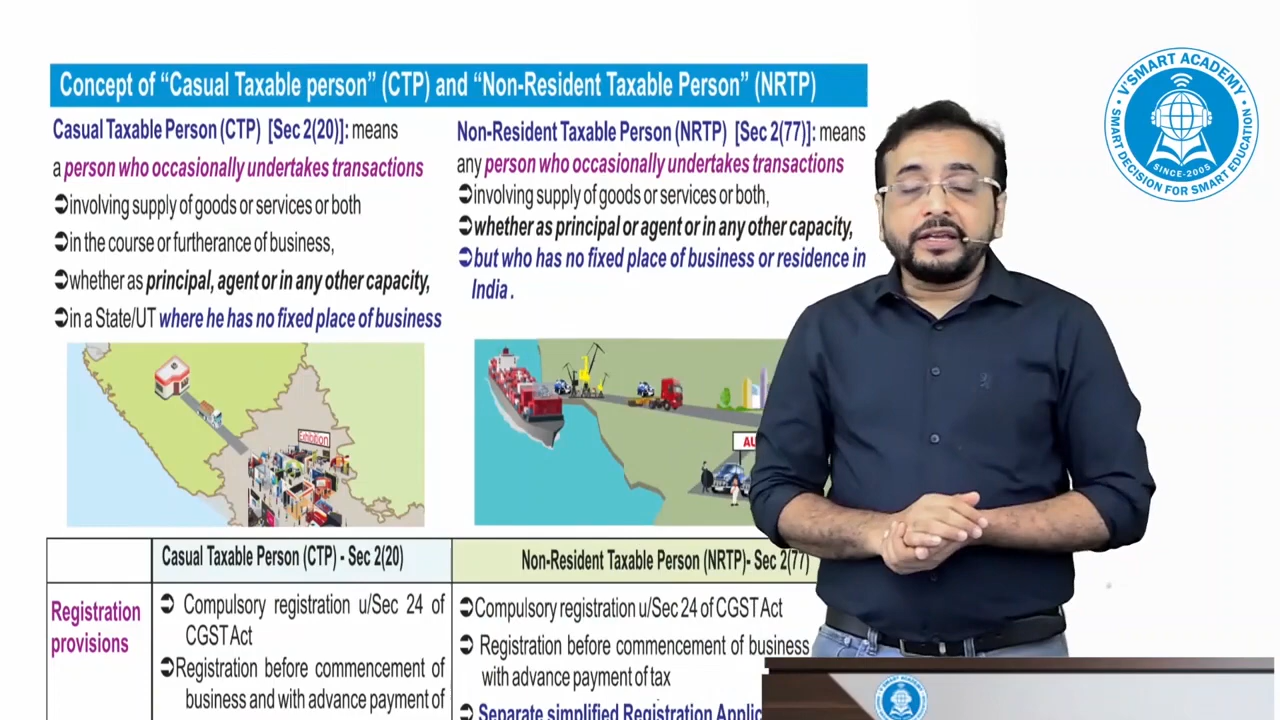 Concept of “Casual Taxable person” (CTP) and “Non-Resident Taxable Person” (NRTP)
Casual Taxable Person (CTP) [Sec 2(20)]: means
a person who occasionally undertakes transactions
➲involving supply of goods or services or both
➲in the course or furtherance of business,
➲whether as principal, agent or in any other capacity,
➲in a State/UT where he has no fixed place of business
Non-Resident Taxable Person (NRTP) [Sec 2(77)]: means
any person who occasionally undertakes transactions
➲involving supply of goods or services or both,
➲whether as principal or agent or in any other capacity,
➲but who has no fixed place of business or residence in
India .
Exhibition
AU
Casual Taxable Person (CTP) - Sec 2(20)
Non-Resident Taxable Person (NRTP)- Sec 2(77)
Registration
provisions
➲ Compulsory registration u/Sec 24 of
CGST Act
➲Registration before commencement of
business and with advance payment of
➲Compulsory registration u/Sec 24 of CGST Act
➲ Registration before commencement of business
with advance payment of tax
➲ Separate simplified Registration Applic
V'SMART ACADEMY
SINCE-2005
SMART DECISION FOR SMART EDUCATION